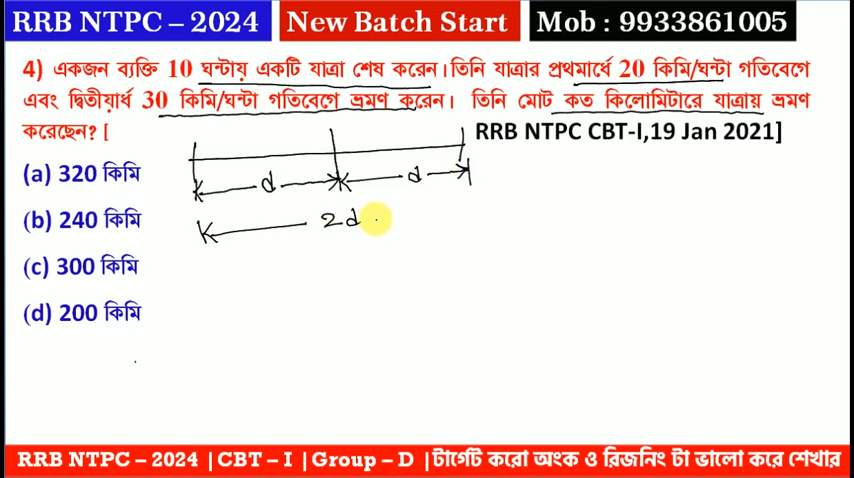 RRB NTPC – 2024 New Batch Start Mob : 9933861005
4) একজন ব্যক্তি 10 ঘন্টায় একটি যাত্রা শেষ করেন। তিনি যাত্রার প্রথমার্ধে 20 কিমি/ঘন্টা গতিবেগে
এবং দ্বিতীয়ার্ধ 30 কিমি/ঘন্টা গতিবেগে ভ্রমণ করেন। তিনি মোট কত কিলোমিটারে যাত্রায় ভ্রমণ
করেছেন? [ RRB NTPC CBT-I,19 Jan 2021]
(a) 320 কিমি
d d
(b) 240 কিমি
2d
(c) 300 কিমি
(d) 200 কিমি
RRB NTPC – 2024 |CBT – I |Group – D |টার্গেট করো অংক ও রিজনিং টা ভালো করে শেখার